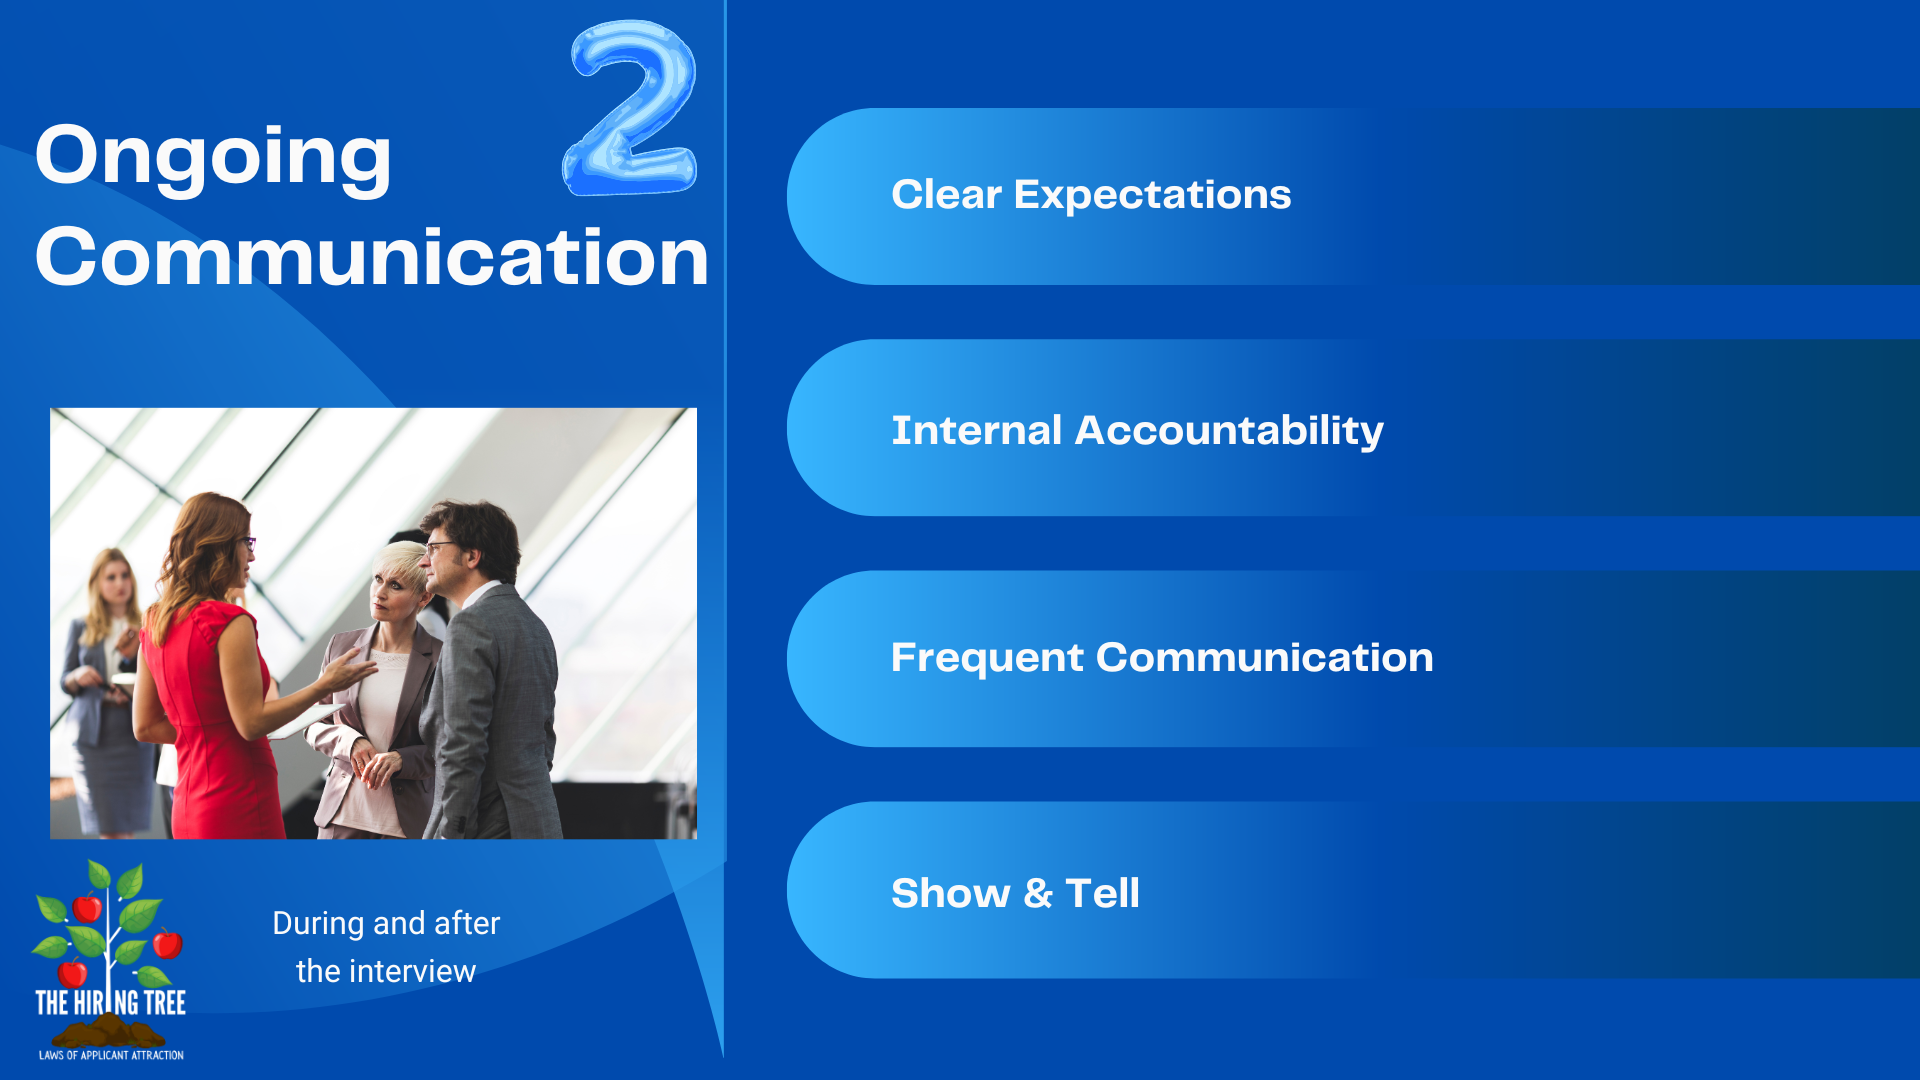 2
Ongoing
Communication
Clear Expectations
Internal Accountability
Frequent Communication
Show & Tell
During and after
the interview
THE HIRING TREE
LAWS OF APPLICANT ATTRACTION